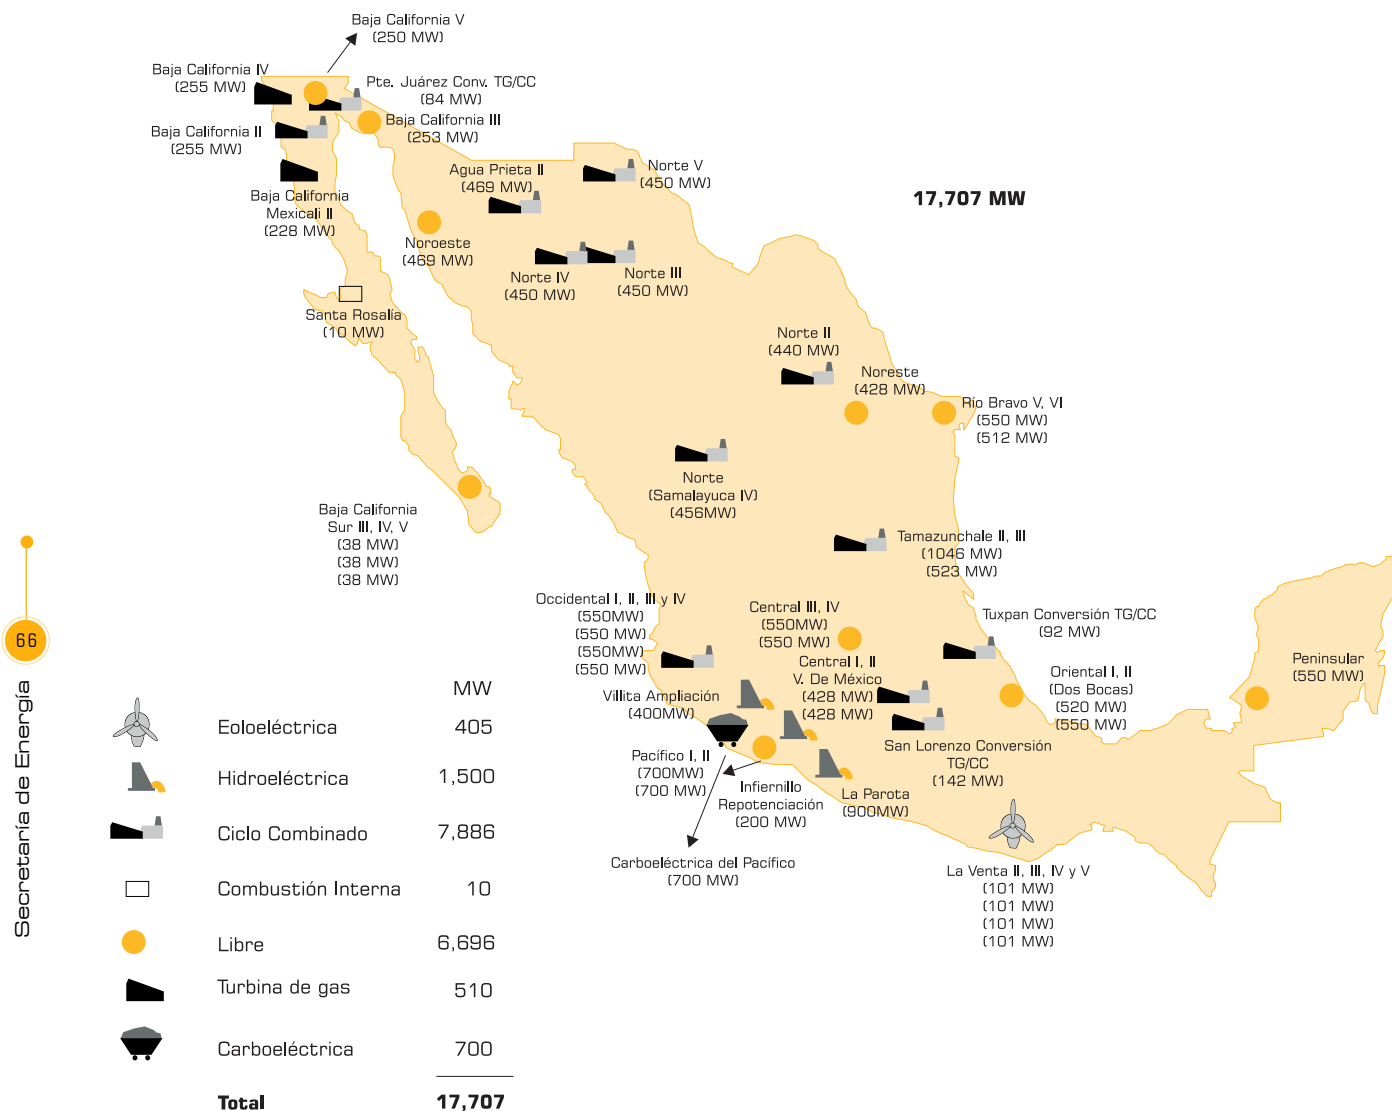 Baja California V
(250 MW)
Baja California IV
(255 MW)
Pte. Juárez Conv. TG/CC
(84 MW)
Baja California II
(255 MW)
Baja California III
(253 MW)
Baja California
Mexicali II
(228 MW)
Agua Prieta II
(469 MW)
Norte V
(450 MW)
17,707 MW
Noroeste
(469 MW)
Norte IV
(450 MW)
Norte III
(450 MW)
Santa Rosalía
(10 MW)
Norte II
(440 MW)
Noreste
(428 MW)
Río Bravo V, VI
(550 MW)
(512 MW)
Norte
(Samalayuca IV)
(456MW)
Baja California
Sur III, IV, V
(38 MW)
(38 MW)
(38 MW)
Tamazunchale II, III
(1046 MW)
(523 MW)
Occidental I, II, III y IV
(550MW)
(550 MW)
(550MW)
(550 MW)
Central III, IV
(550MW)
(550 MW)
Tuxpan Conversión TG/CC
(92 MW)
Central I, II
V. De México
(428 MW)
(428 MW)
Oriental I, II
(Dos Bocas)
(520 MW)
(550 MW)
Peninsular
(550 MW)
Villita Ampliación
(400MW)
Pacífico I, II
(700MW)
(700 MW)
Infiernillo
Repotenciación
(200 MW)
La Parota
(900MW)
San Lorenzo Conversión
TG/CC
(142 MW)
Carboeléctrica del Pacífico
(700 MW)
La Venta II, III, IV y V
(101 MW)
(101 MW)
(101 MW)
(101 MW)
66
Secretaría de Energía
MW
Eoloeléctrica 405
Hidroeléctrica 1,500
Ciclo Combinado 7,886
Combustión Interna 10
Libre 6,696
Turbina de gas 510
Carboeléctrica 700
Total 17,707